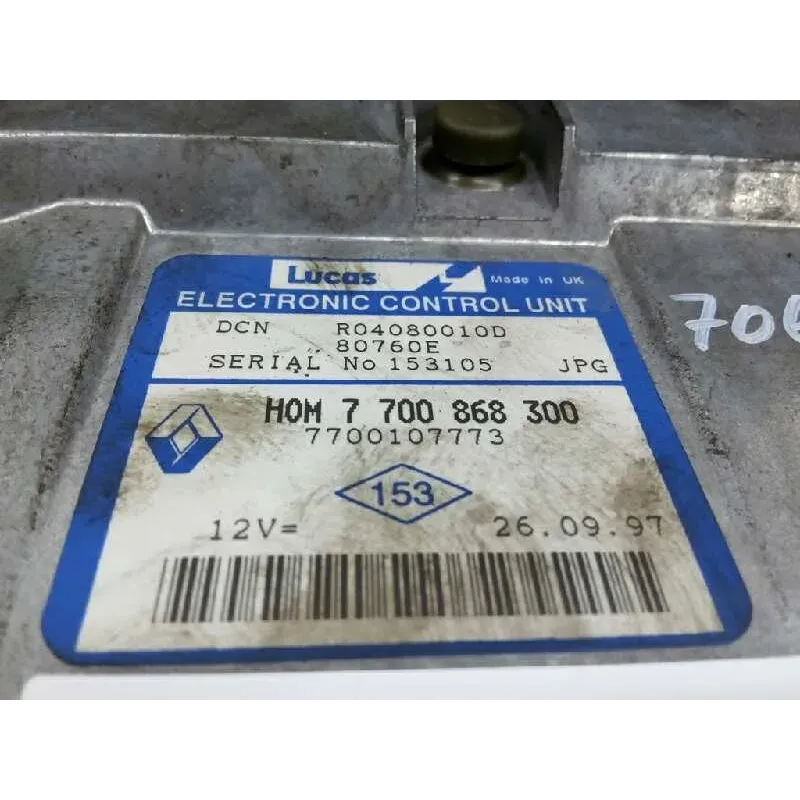 Lucas Made in UK
ELECTRONIC CONTROL UNIT
DCN R04080010D
80760E
SERIAL No 153105 JPG
HOM 7 700 868 300
7700107773
153
12V= 26.09.97